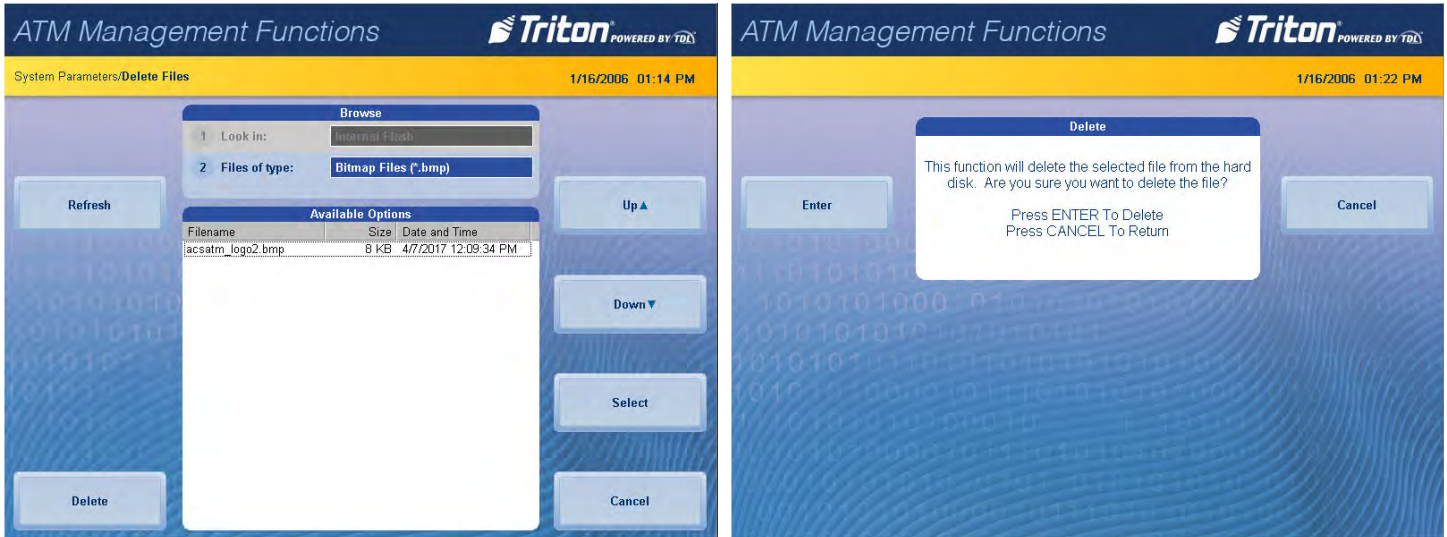 ATM Management Functions
Triton POWERED BY TDL
System Parameters/Delete Files
1/16/2006 01:14 PM
Browse
1 Look in: Internal Flash
2 Files of type: Bitmap Files (*.bmp)
Refresh
Up▲
Available Options
Filename Size Date and Time
acsatm_logo2.bmp 8 KB 4/7/2017 12:09:34 PM
Down▼
Select
Delete
Cancel
ATM Management Functions
Triton POWERED BY TDL
1/16/2006 01:22 PM
Delete
This function will delete the selected file from the hard
disk. Are you sure you want to delete the file?
Press ENTER To Delete
Press CANCEL To Return
Enter
Cancel